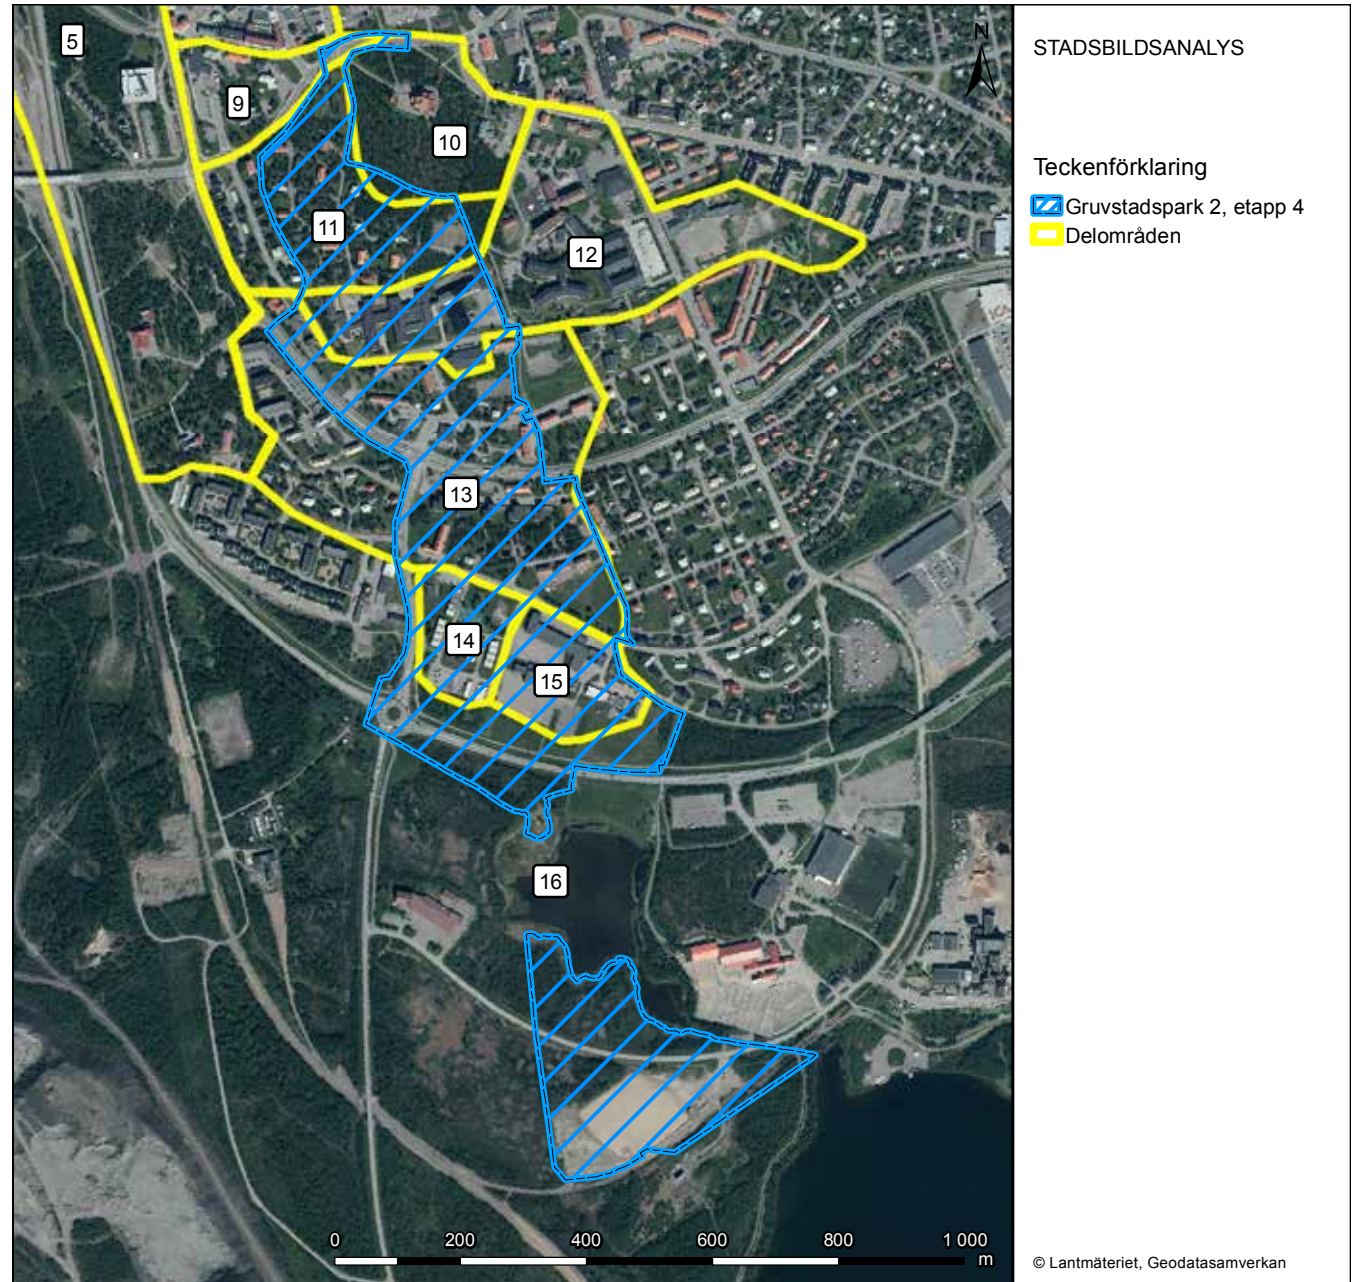 STADSBILDSANALYS
Teckenförklaring
Gruvstadspark 2, etapp 4
Delområden
N
5
9
10
11
12
13
14
15
16
0 200 400 600 800 1 000
m
© Lantmäteriet, Geodatasamverkan